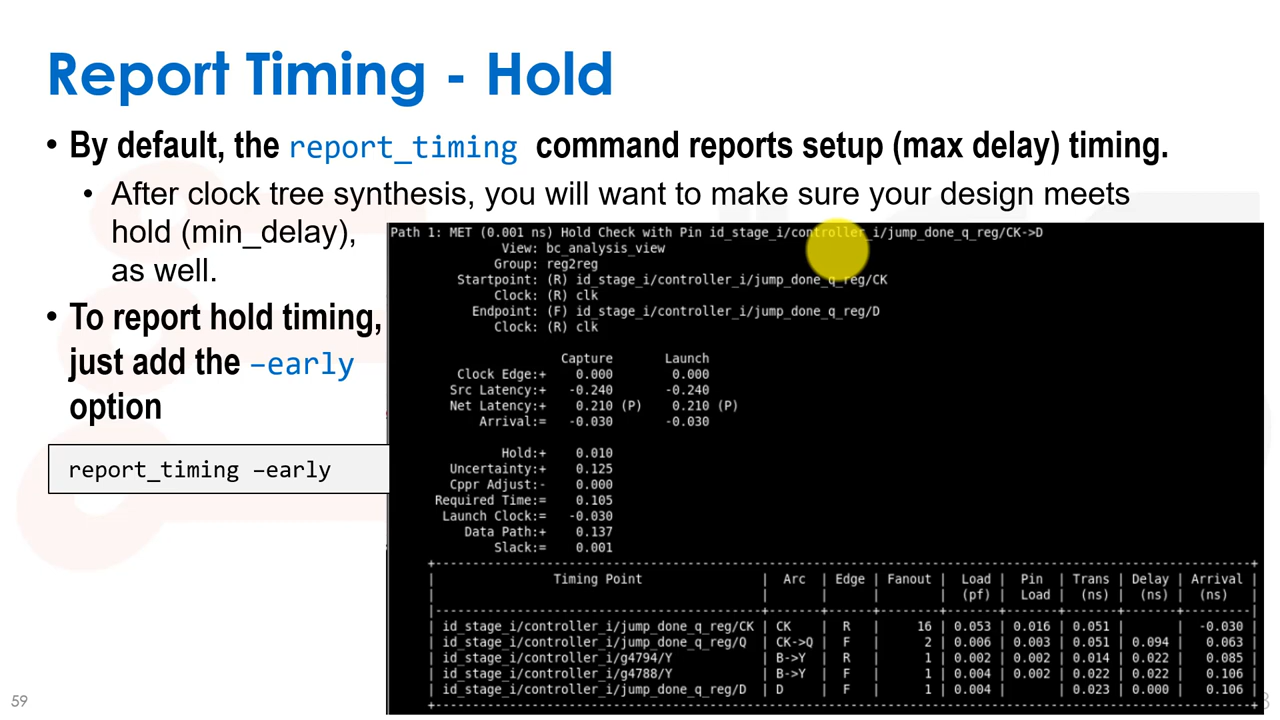 Report Timing - Hold
• By default, the report_timing command reports setup (max delay) timing.
• After clock tree synthesis, you will want to make sure your design meets
hold (min_delay),
as well.
• To report hold timing,
just add the –early
option
report_timing –early
Path 1: MET (0.001 ns) Hold Check with Pin id_stage_i/controller_i/jump_done_q_reg/CK->D
View: bc_analysis_view
Group: reg2reg
Startpoint: (R) id_stage_i/controller_i/jump_done_q_reg/CK
Clock: (R) clk
Endpoint: (F) id_stage_i/controller_i/jump_done_q_reg/D
Clock: (R) clk
Capture Launch
Clock Edge:+ 0.000 0.000
Src Latency:+ -0.240 -0.240
Net Latency:+ 0.210 (P) 0.210 (P)
Arrival:= -0.030 -0.030
Hold:+ 0.010
Uncertainty:+ 0.125
Cppr Adjust:- 0.000
Required Time:= 0.105
Launch Clock:= -0.030
Data Path:+ 0.137
Slack:= 0.001
| Timing Point | Arc | Edge | Fanout | Load | Pin | Trans | Delay | Arrival |
| | | | | (pf) | Load | (ns) | (ns) | (ns) |
| id_stage_i/controller_i/jump_done_q_reg/CK | CK | R | 16 | 0.053 | 0.016 | 0.051 | | -0.030 |
| id_stage_i/controller_i/jump_done_q_reg/Q | CK->Q | F | 2 | 0.006 | 0.003 | 0.051 | 0.094 | 0.063 |
| id_stage_i/controller_i/g4794/Y | B->Y | R | 1 | 0.002 | 0.002 | 0.014 | 0.022 | 0.085 |
| id_stage_i/controller_i/g4788/Y | B->Y | F | 1 | 0.004 | 0.002 | 0.022 | 0.022 | 0.106 |
| id_stage_i/controller_i/jump_done_q_reg/D | D | F | 1 | 0.004 | | 0.023 | 0.000 | 0.106 |
59